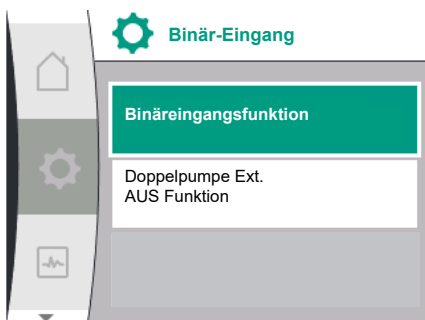 Binär-Eingang
Binäreingangsfunktion
Doppelpumpe Ext.
AUS Funktion